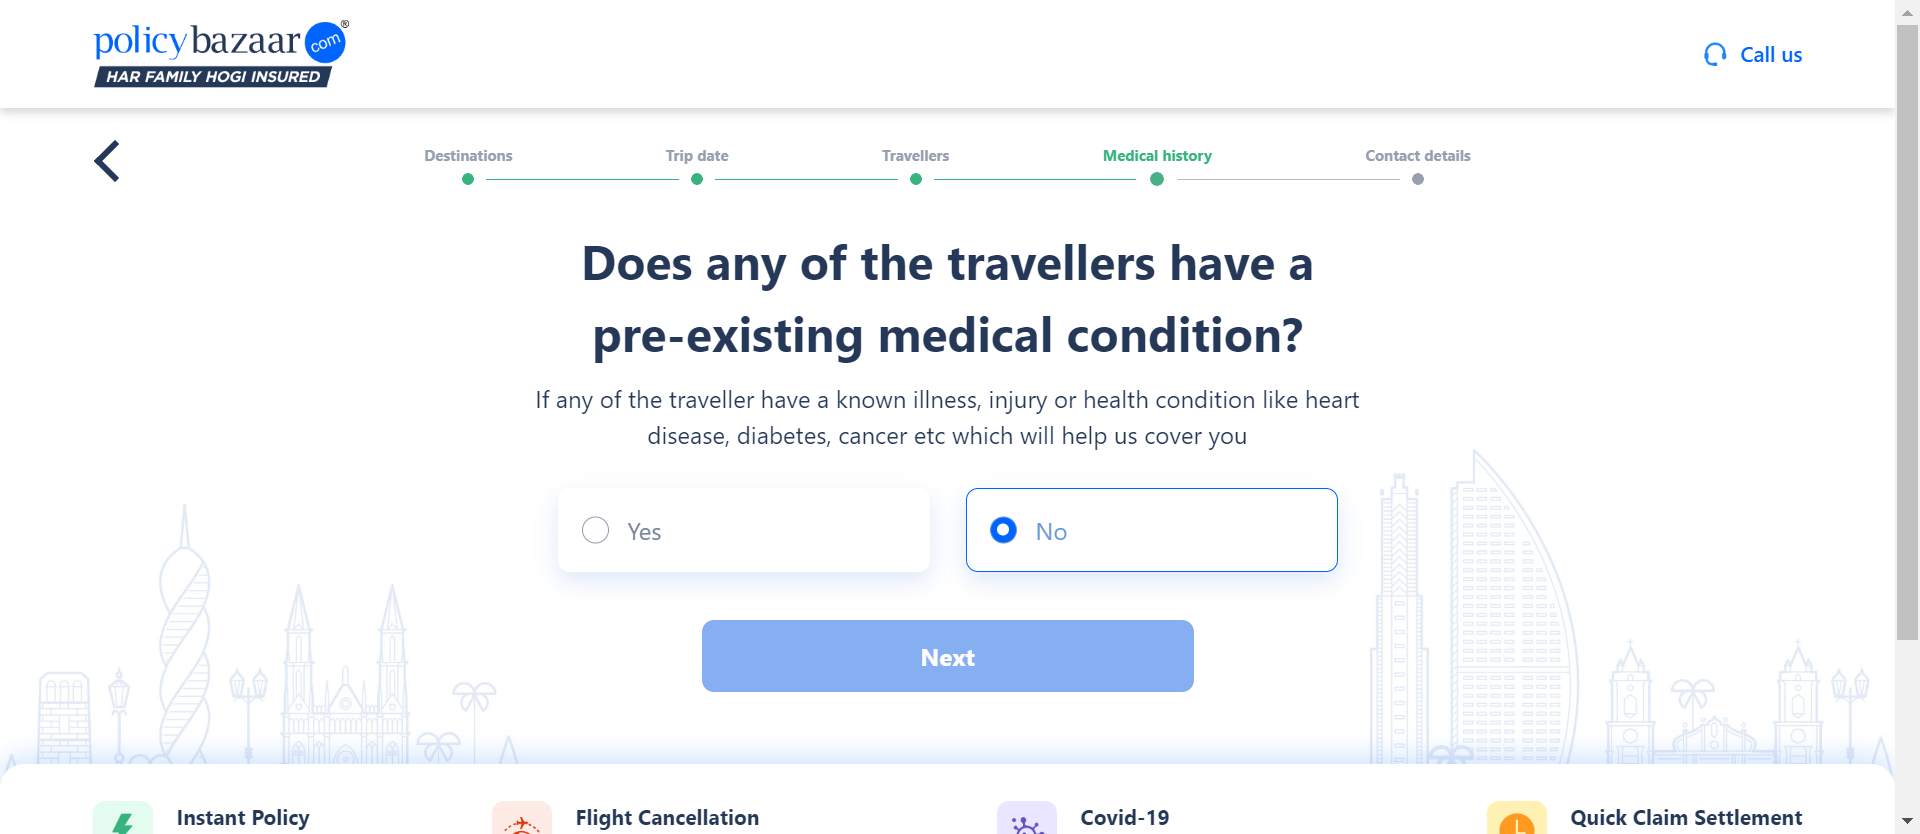 policybazaar com ®
HAR FAMILY HOGI INSURED
Call us
Destinations
Trip date
Travellers
Medical history
Contact details
Does any of the travellers have a
pre-existing medical condition?
If any of the traveller have a known illness, injury or health condition like heart
disease, diabetes, cancer etc which will help us cover you
Yes
No
Next
Instant Policy
Flight Cancellation
Covid-19
Quick Claim Settlement